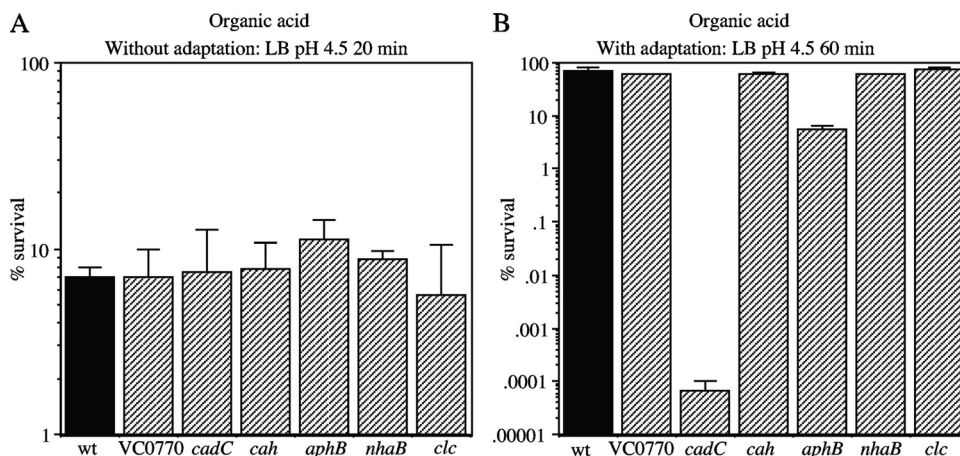 A
Organic acid
Without adaptation: LB pH 4.5 20 min
100
10
1
% survival
wt VC0770 cadC cah aphB nhaB clc
B
Organic acid
With adaptation: LB pH 4.5 60 min
100
10
1
.1
.01
.001
.0001
.00001
% survival
wt VC0770 cadC cah aphB nhaB clc